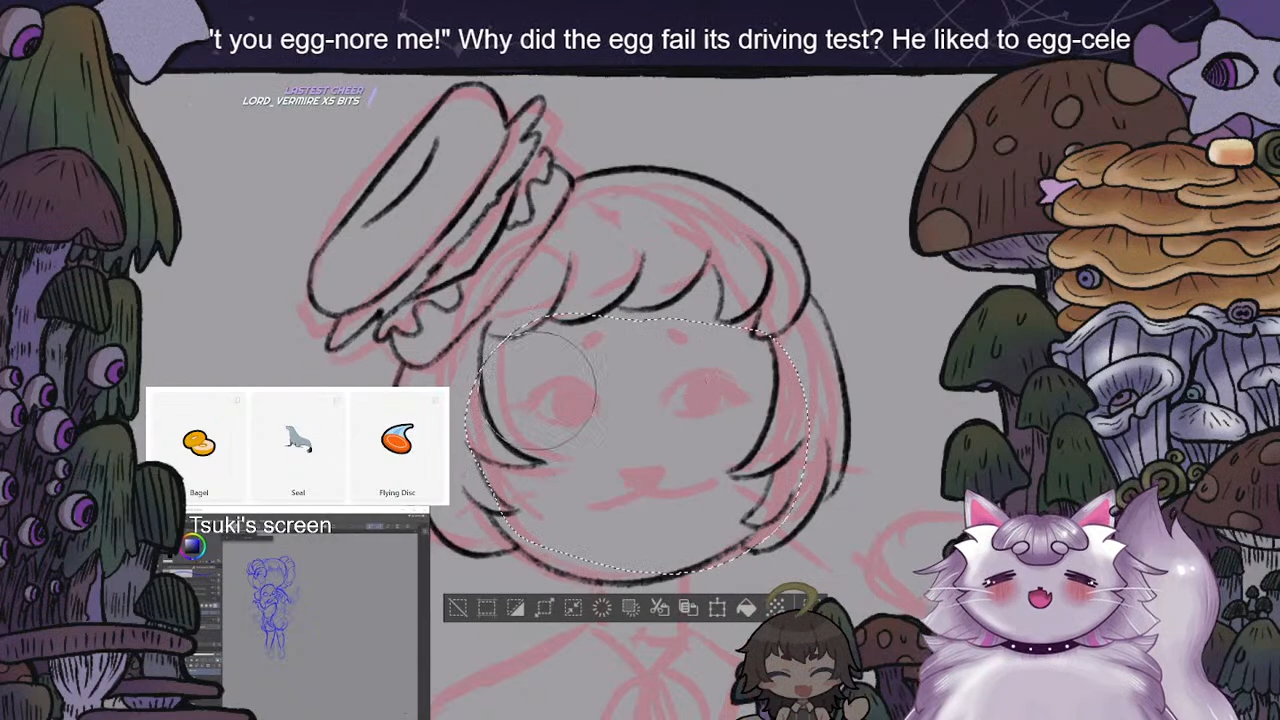 't you egg-nore me!" Why did the egg fail its driving test? He liked to egg-cele
LASTEST CHEER
LORD_VERMIRE X5 BITS
Bagel
Seal
Flying Disc
Tsuki's screen